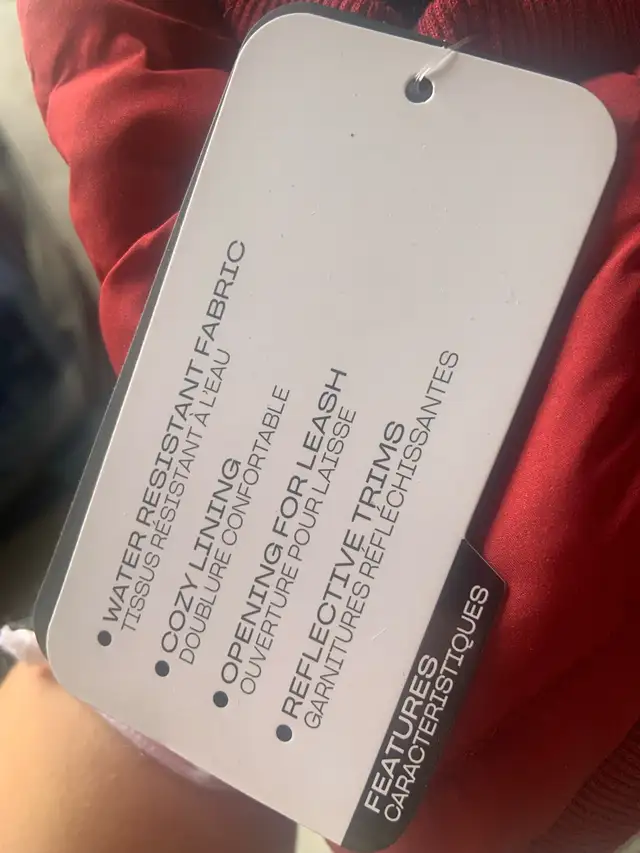 ● WATER RESISTANT FABRIC
TISSUS RÉSISTANT À L'EAU
● COZY LINING
DOUBLURE CONFORTABLE
● OPENING FOR LEASH
OUVERTURE POUR LAISSE
● REFLECTIVE TRIMS
GARNITURES RÉFLÉCHISSANTES
FEATURES
CARACTÉRISTIQUES